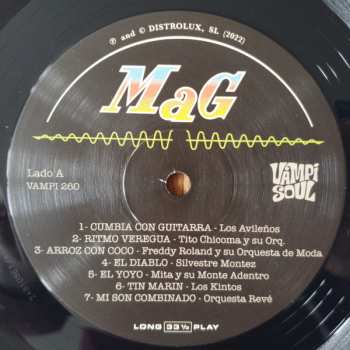 ℗ and © DISTROLUX, SL (2022)
MaG
Lado A
VAMPI 260
VAMPI
SOUL
1- CUMBIA CON GUITARRA - Los Avileños
2- RITMO VEREGUA - Tito Chicoma y su Orq.
3- ARROZ CON COCO - Freddy Roland y su Orquesta de Moda
4- EL DIABLO - Silvestre Montez
5- EL YOYO - Mita y su Monte Adentro
6- TIN MARIN - Los Kintos
7- MI SON COMBINADO - Orquesta Revé
LONG 33 1/3 PLAY